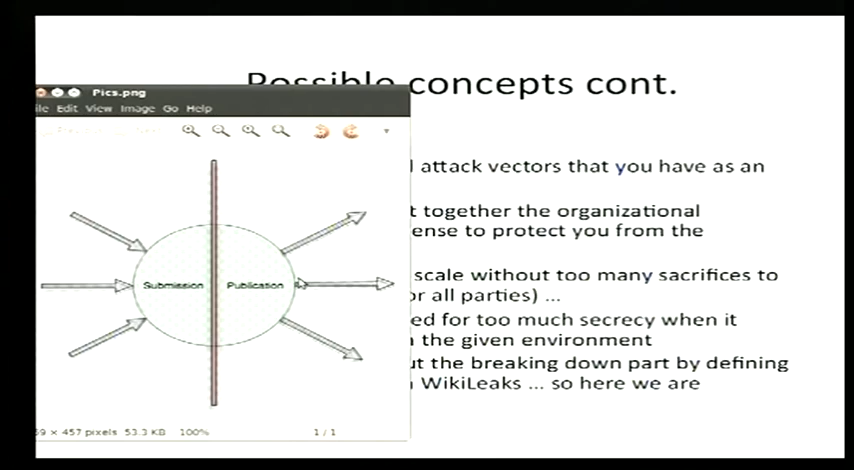 Possible concepts cont.
Pics.png
Edit View Image Go Help
attack vectors that you have as an
t together the organizational
ense to protect you from the
scale without too many sacrifices to
or all parties) ...
ed for too much secrecy when it
the given environment
ut the breaking down part by defining
WikiLeaks ... so here we are
Submission
Publication
9 × 457 pixels 53.3 KB 100%
1 / 1